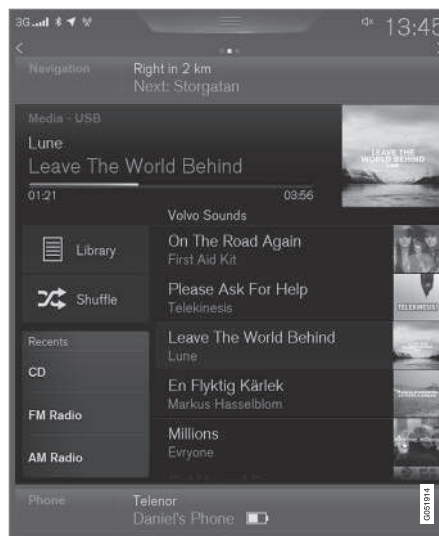 3G 13:45
Navigation Right in 2 km
Next: Storgatan
Media - USB
Lune
Leave The World Behind
01:21 03:56
LEAVE THE
WORLD BEHIND
LUNE
Volvo Sounds
Library
Shuffle
On The Road Again
First Aid Kit
Please Ask For Help
Telekinesis
TELEKINESIS
Leave The World Behind
Lune
En Flyktig Kärlek
Markus Hasselblom
Millions
Evryone
Recents
CD
FM Radio
AM Radio
Phone Telenor
Daniel's Phone
G051914